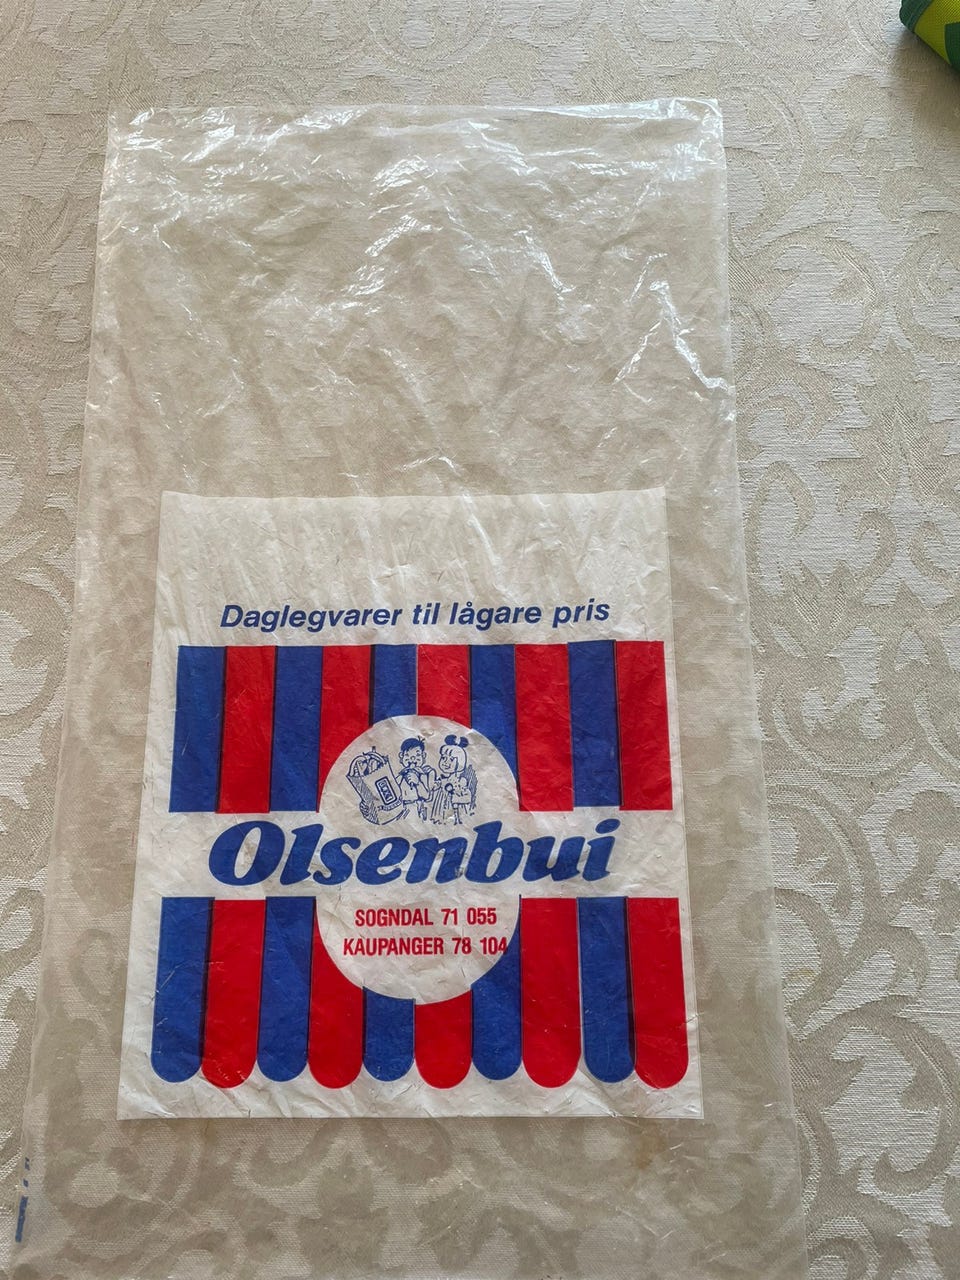 Daglegvarer til lågare pris
Olsenbui
SOGNDAL 71 055
KAUPANGER 78 104